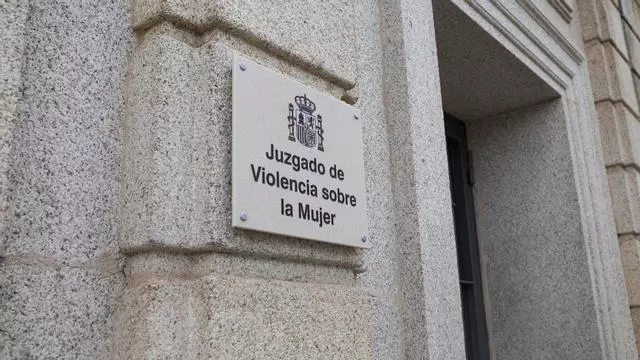 Juzgado de
Violencia sobre
la Mujer